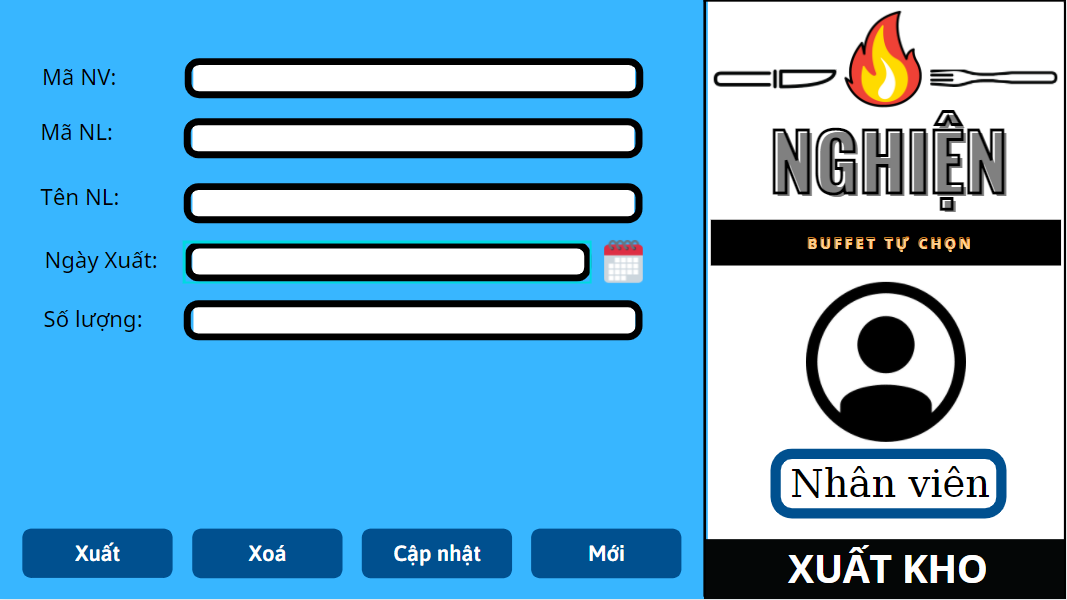 Mã NV:
Mã NL:
Tên NL:
Ngày Xuất:
Số lượng:
Xuất
Xoá
Cập nhật
Mới
NGHIỆN
BUFFET TỰ CHỌN
Nhân viên
XUẤT KHO